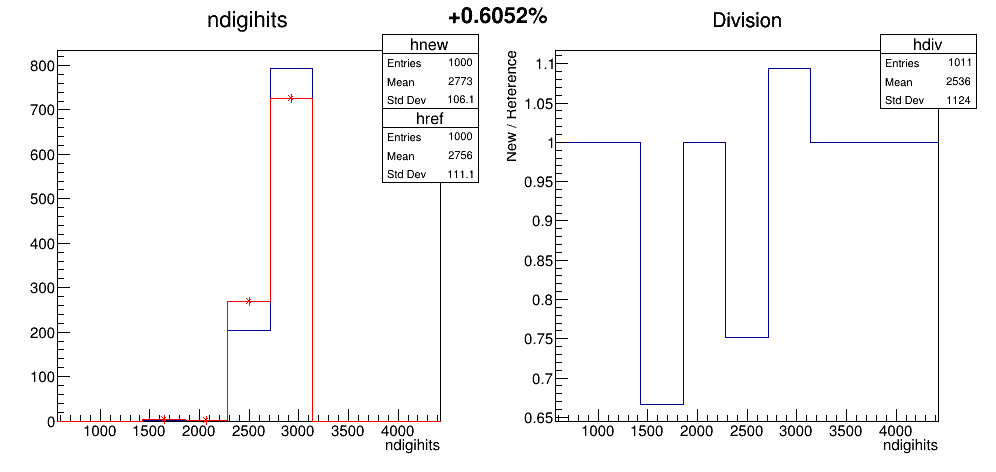 +0.6052%
ndigihits
hnew
Entries 1000
Mean 2773
Std Dev 106.1
href
Entries 1000
Mean 2756
Std Dev 111.1
800
700
600
500
400
300
200
100
0
1000 1500 2000 2500 3000 3500 4000
ndigihits
Division
hdiv
Entries 1011
Mean 2536
Std Dev 1124
New / Reference
1.1
1.05
1
0.95
0.9
0.85
0.8
0.75
0.7
0.65
1000 1500 2000 2500 3000 3500 4000
ndigihits